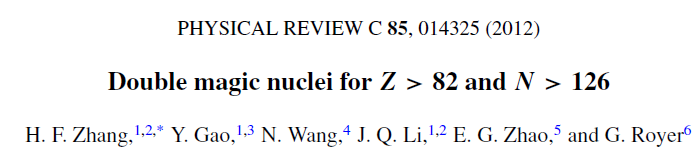 PHYSICAL REVIEW C 85, 014325 (2012)
Double magic nuclei for Z > 82 and N > 126
H. F. Zhang,1,2,* Y. Gao,1,3 N. Wang,4 J. Q. Li,1,2 E. G. Zhao,5 and G. Royer6